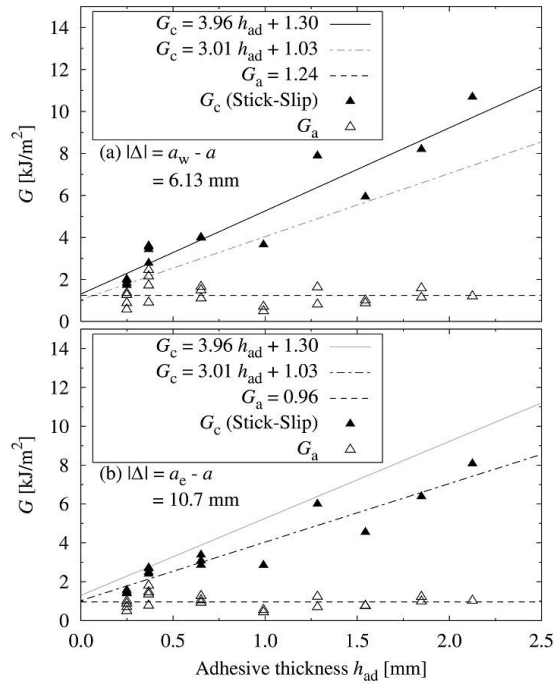 14
12
10
8
6
4
2
0
G [kJ/m²]
G_c = 3.96 h_ad + 1.30
G_c = 3.01 h_ad + 1.03
G_a = 1.24
G_c (Stick-Slip)
G_a
(a) |Δ| = a_w - a
= 6.13 mm
14
12
10
8
6
4
2
0
G [kJ/m²]
G_c = 3.96 h_ad + 1.30
G_c = 3.01 h_ad + 1.03
G_a = 0.96
G_c (Stick-Slip)
G_a
(b) |Δ| = a_e - a
= 10.7 mm
0.0 0.5 1.0 1.5 2.0 2.5
Adhesive thickness h_ad [mm]